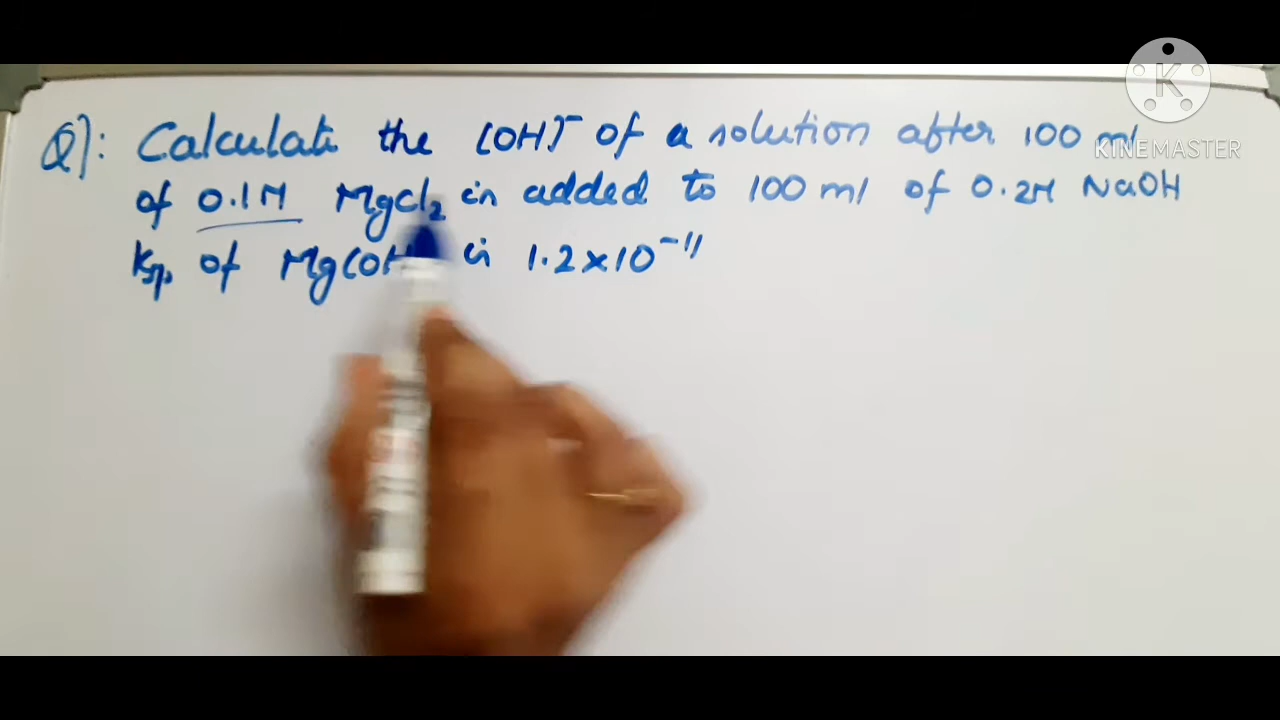 Q]: Calculate the [OH]⁻ of a solution after 100 ml
of 0.1M MgCl₂ is added to 100 ml of 0.2M NaOH
Ksp of Mg(OH is 1.2×10⁻¹¹
K
KINEMASTER